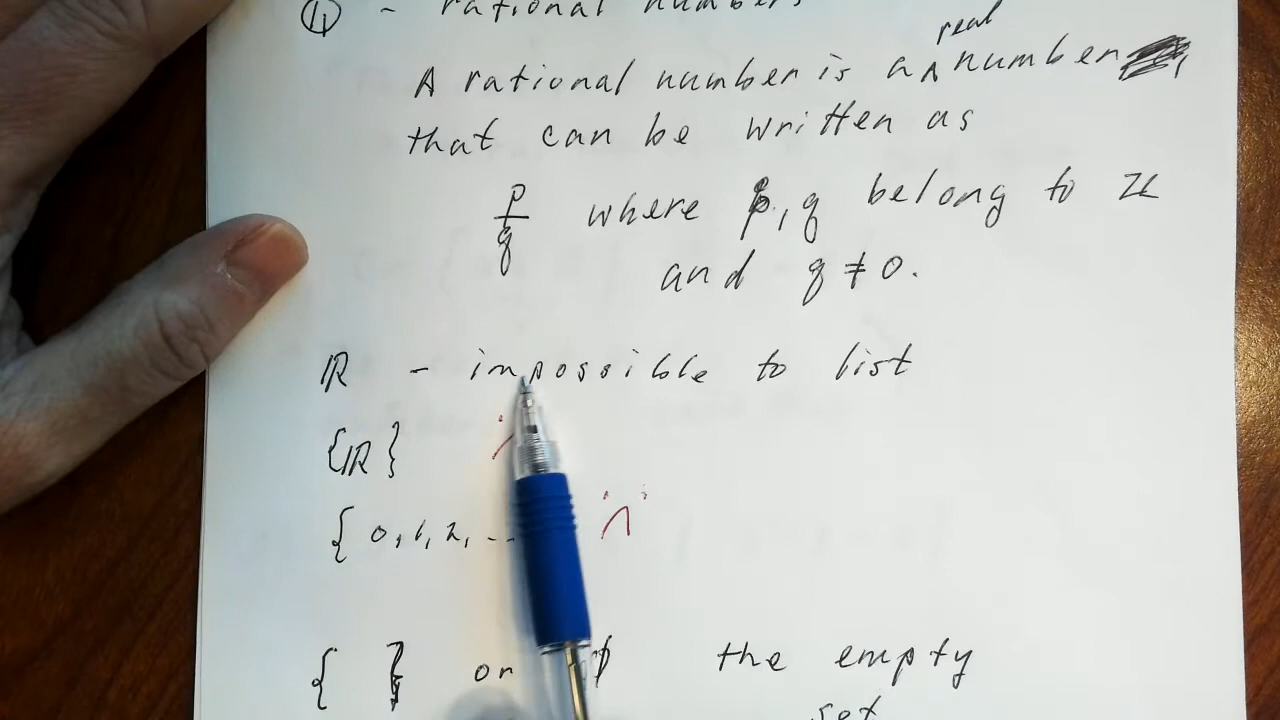 ℚ - rational numbers
A rational number is a real number,
that can be written as
p/q where p, q belong to ℤ
and q ≠ 0.
ℝ - impossible to list
{ℝ}
{ 0, 1, 2, ...
{ } or ∅ the empty
set